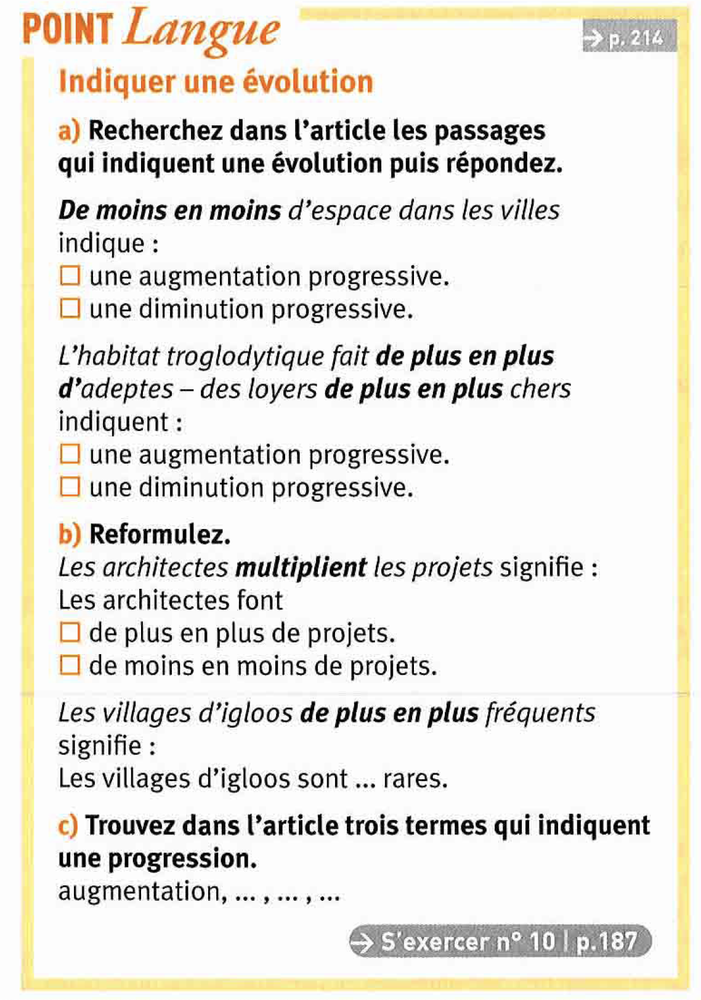 POINT Langue
→ p. 214
Indiquer une évolution
a) Recherchez dans l'article les passages
qui indiquent une évolution puis répondez.
De moins en moins d'espace dans les villes
indique :
☐ une augmentation progressive.
☐ une diminution progressive.
L'habitat troglodytique fait de plus en plus
d'adeptes – des loyers de plus en plus chers
indiquent :
☐ une augmentation progressive.
☐ une diminution progressive.
b) Reformulez.
Les architectes multiplient les projets signifie :
Les architectes font
☐ de plus en plus de projets.
☐ de moins en moins de projets.
Les villages d'igloos de plus en plus fréquents
signifie :
Les villages d'igloos sont ... rares.
c) Trouvez dans l'article trois termes qui indiquent
une progression.
augmentation, ... , ... , ...
→ S'exercer n° 10 | p.187